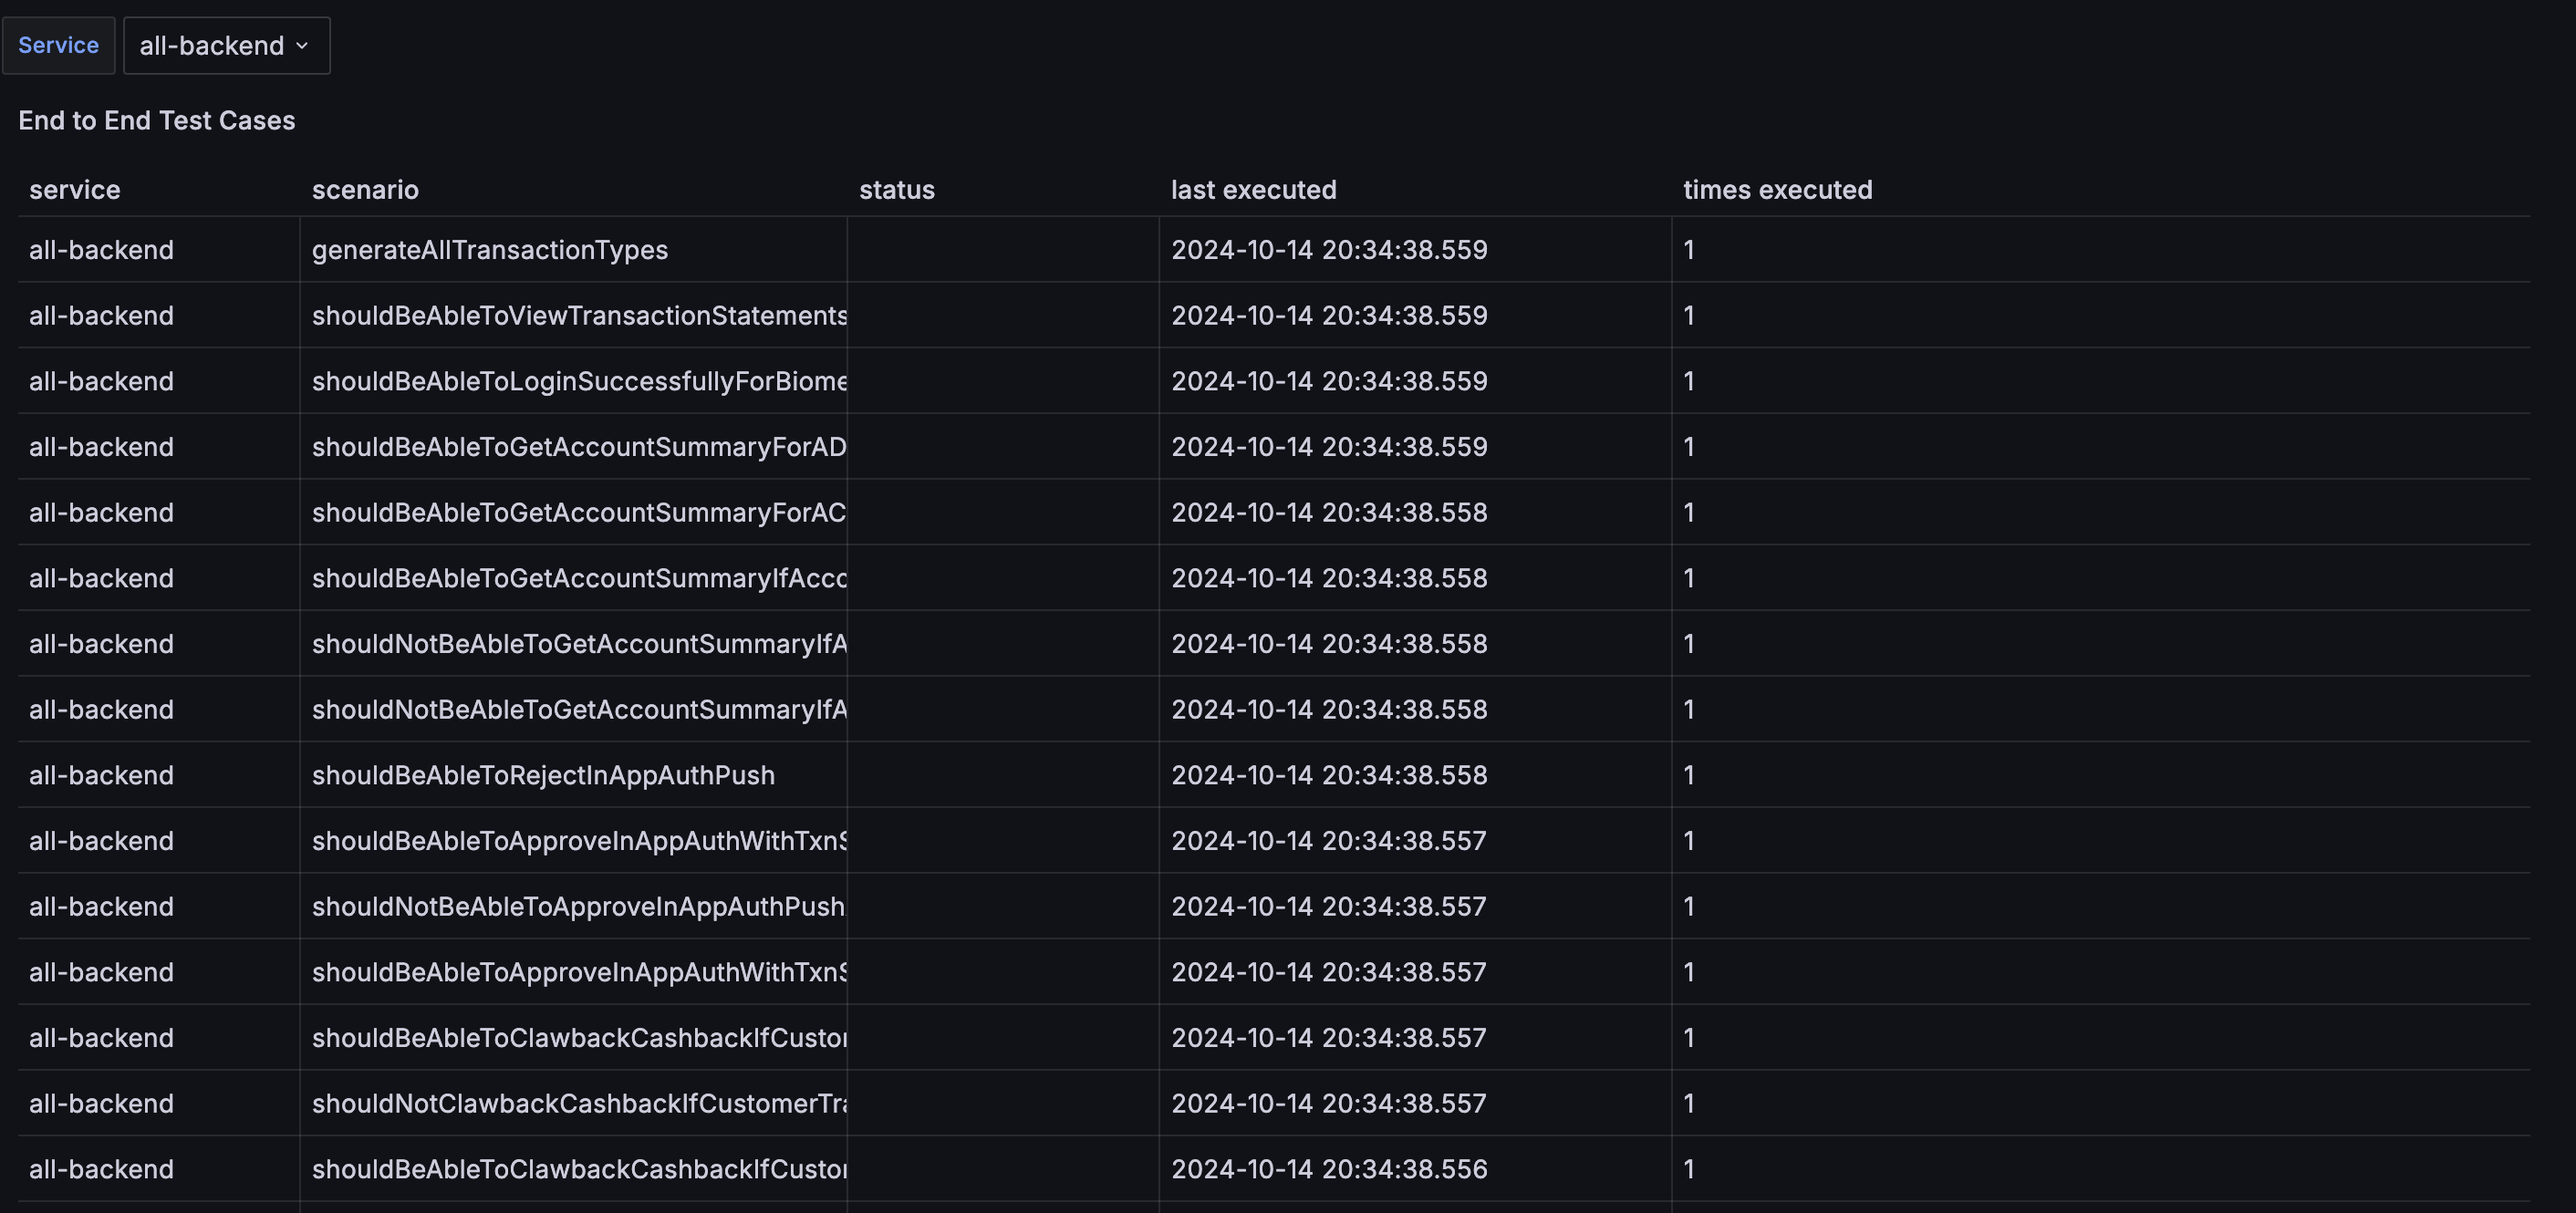 Service all-backend
End to End Test Cases
service scenario status last executed times executed
all-backend generateAllTransactionTypes 2024-10-14 20:34:38.559 1
all-backend shouldBeAbleToViewTransactionStatements 2024-10-14 20:34:38.559 1
all-backend shouldBeAbleToLoginSuccessfullyForBiome 2024-10-14 20:34:38.559 1
all-backend shouldBeAbleToGetAccountSummaryForAD 2024-10-14 20:34:38.559 1
all-backend shouldBeAbleToGetAccountSummaryForAC 2024-10-14 20:34:38.558 1
all-backend shouldBeAbleToGetAccountSummaryIfAcco 2024-10-14 20:34:38.558 1
all-backend shouldNotBeAbleToGetAccountSummaryIfA 2024-10-14 20:34:38.558 1
all-backend shouldNotBeAbleToGetAccountSummaryIfA 2024-10-14 20:34:38.558 1
all-backend shouldBeAbleToRejectInAppAuthPush 2024-10-14 20:34:38.558 1
all-backend shouldBeAbleToApproveInAppAuthWithTxnS 2024-10-14 20:34:38.557 1
all-backend shouldNotBeAbleToApproveInAppAuthPush 2024-10-14 20:34:38.557 1
all-backend shouldBeAbleToApproveInAppAuthWithTxnS 2024-10-14 20:34:38.557 1
all-backend shouldBeAbleToClawbackCashbackIfCustom 2024-10-14 20:34:38.557 1
all-backend shouldNotClawbackCashbackIfCustomerTra 2024-10-14 20:34:38.557 1
all-backend shouldBeAbleToClawbackCashbackIfCustom 2024-10-14 20:34:38.556 1